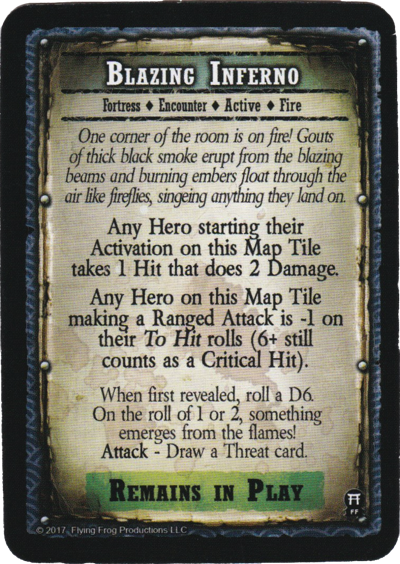 Blazing Inferno
Fortress ♦ Encounter ♦ Active ♦ Fire
One corner of the room is on fire! Gouts
of thick black smoke erupt from the blazing
beams and burning embers float through the
air like fireflies, singeing anything they land on.
Any Hero starting their
Activation on this Map Tile
takes 1 Hit that does 2 Damage.
Any Hero on this Map Tile
making a Ranged Attack is -1 on
their To Hit rolls (6+ still
counts as a Critical Hit).
When first revealed, roll a D6.
On the roll of 1 or 2, something
emerges from the flames!
Attack - Draw a Threat card.
Remains in Play
FF
© 2017 Flying Frog Productions LLC